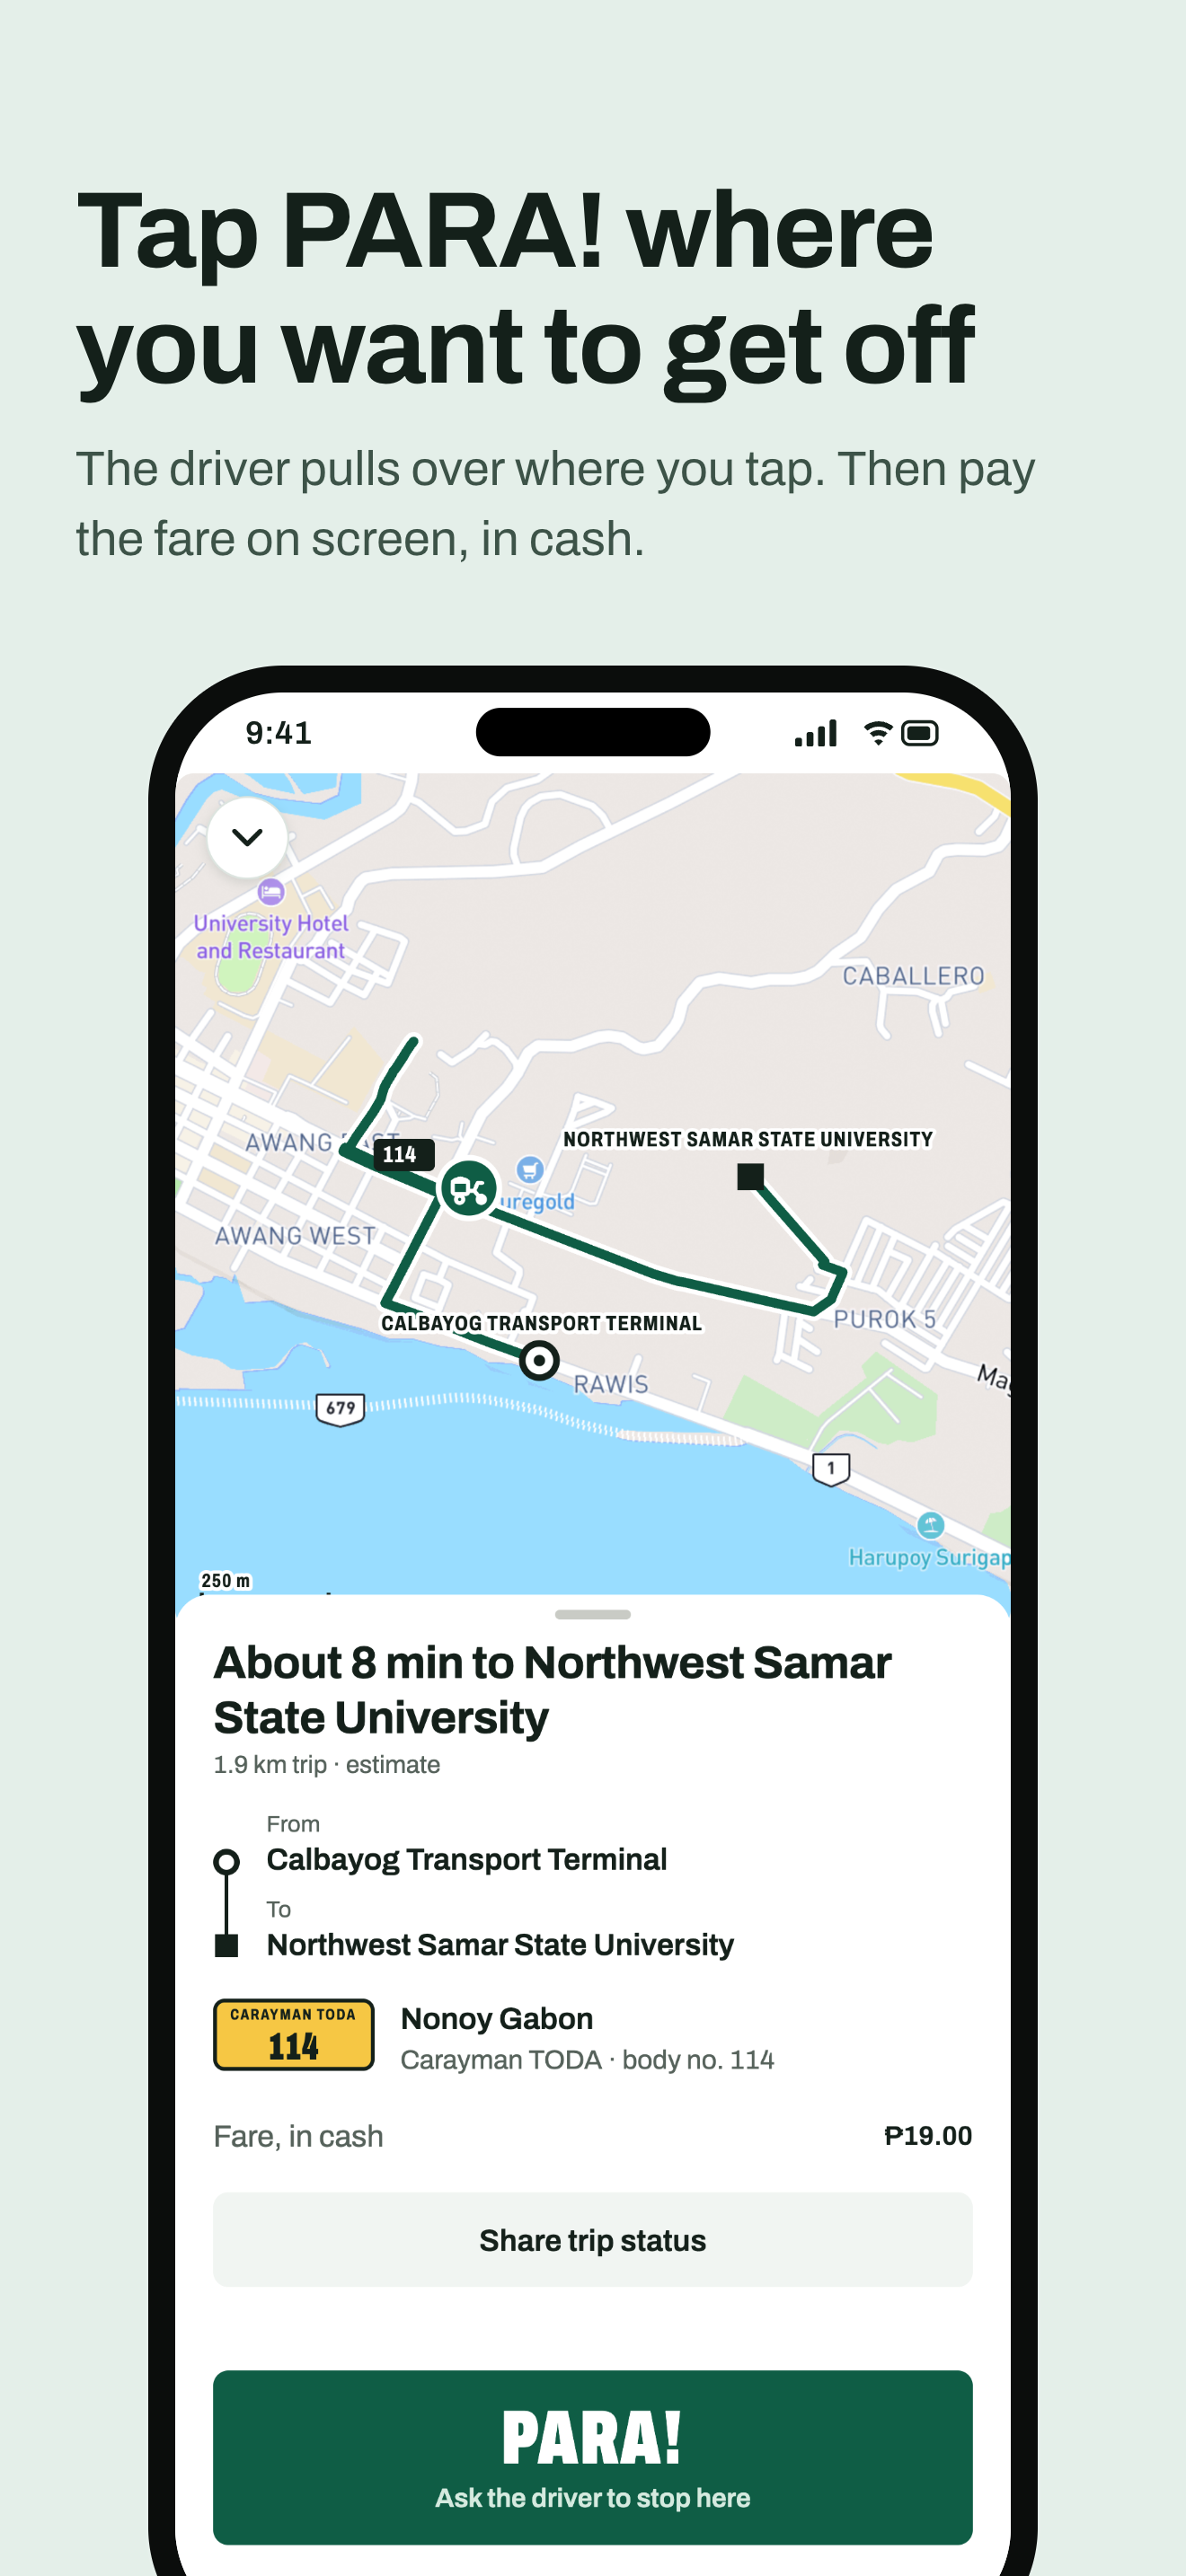 Tap PARA! where
you want to get off
The driver pulls over where you tap. Then pay
the fare on screen, in cash.
9:41
University Hotel
and Restaurant
CABALLERO
AWANG EAST
114
NORTHWEST SAMAR STATE UNIVERSITY
uregold
AWANG WEST
PUROK 5
CALBAYOG TRANSPORT TERMINAL
RAWIS
Mag
679
1
Harupoy Surigap
250 m
About 8 min to Northwest Samar
State University
1.9 km trip · estimate
From
Calbayog Transport Terminal
To
Northwest Samar State University
CARAYMAN TODA
114
Nonoy Gabon
Carayman TODA · body no. 114
Fare, in cash
₱19.00
Share trip status
PARA!
Ask the driver to stop here